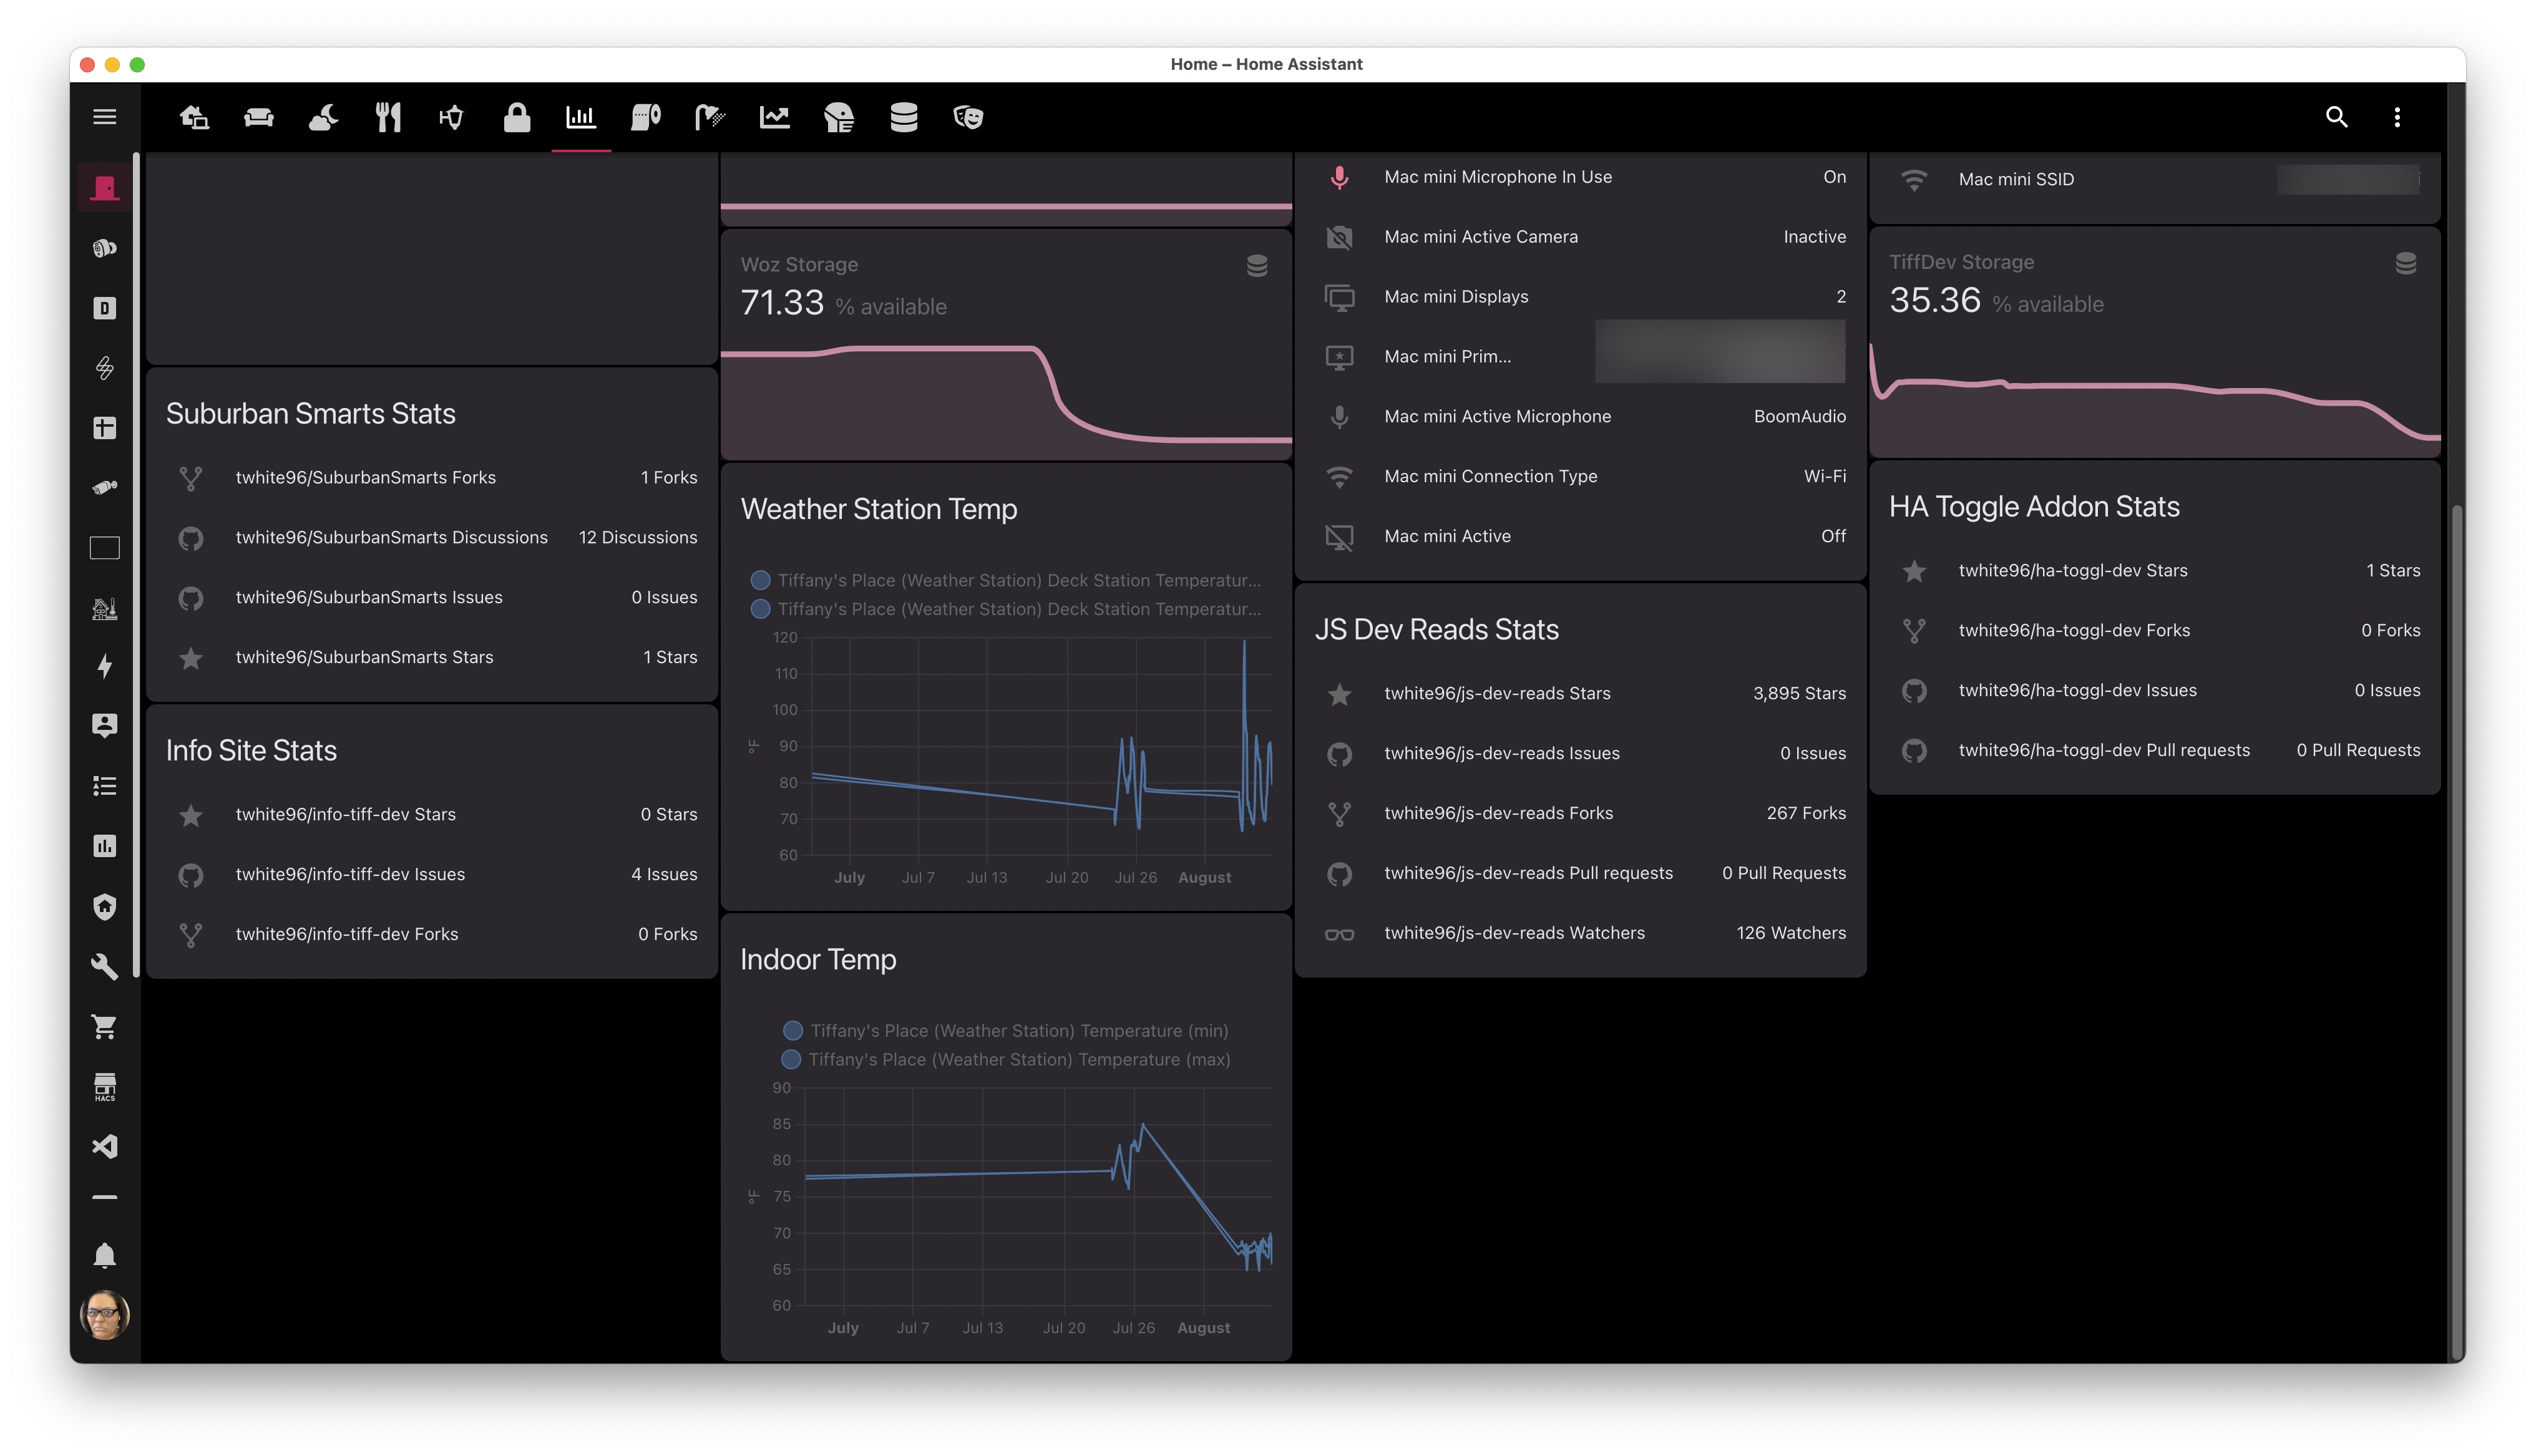 Home – Home Assistant
D
HACS
Suburban Smarts Stats
twhite96/SuburbanSmarts Forks 1 Forks
twhite96/SuburbanSmarts Discussions 12 Discussions
twhite96/SuburbanSmarts Issues 0 Issues
twhite96/SuburbanSmarts Stars 1 Stars
Info Site Stats
twhite96/info-tiff-dev Stars 0 Stars
twhite96/info-tiff-dev Issues 4 Issues
twhite96/info-tiff-dev Forks 0 Forks
Woz Storage
71.33 % available
Weather Station Temp
Tiffany's Place (Weather Station) Deck Station Temperatur...
Tiffany's Place (Weather Station) Deck Station Temperatur...
120
110
100
90
80
70
60
°F
July Jul 7 Jul 13 Jul 20 Jul 26 August
Indoor Temp
Tiffany's Place (Weather Station) Temperature (min)
Tiffany's Place (Weather Station) Temperature (max)
90
85
80
75
70
65
60
°F
July Jul 7 Jul 13 Jul 20 Jul 26 August
Mac mini Microphone In Use On
Mac mini Active Camera Inactive
Mac mini Displays 2
Mac mini Prim...
Mac mini Active Microphone BoomAudio
Mac mini Connection Type Wi-Fi
Mac mini Active Off
JS Dev Reads Stats
twhite96/js-dev-reads Stars 3,895 Stars
twhite96/js-dev-reads Issues 0 Issues
twhite96/js-dev-reads Forks 267 Forks
twhite96/js-dev-reads Pull requests 0 Pull Requests
twhite96/js-dev-reads Watchers 126 Watchers
Mac mini SSID
TiffDev Storage
35.36 % available
HA Toggle Addon Stats
twhite96/ha-toggl-dev Stars 1 Stars
twhite96/ha-toggl-dev Forks 0 Forks
twhite96/ha-toggl-dev Issues 0 Issues
twhite96/ha-toggl-dev Pull requests 0 Pull Requests